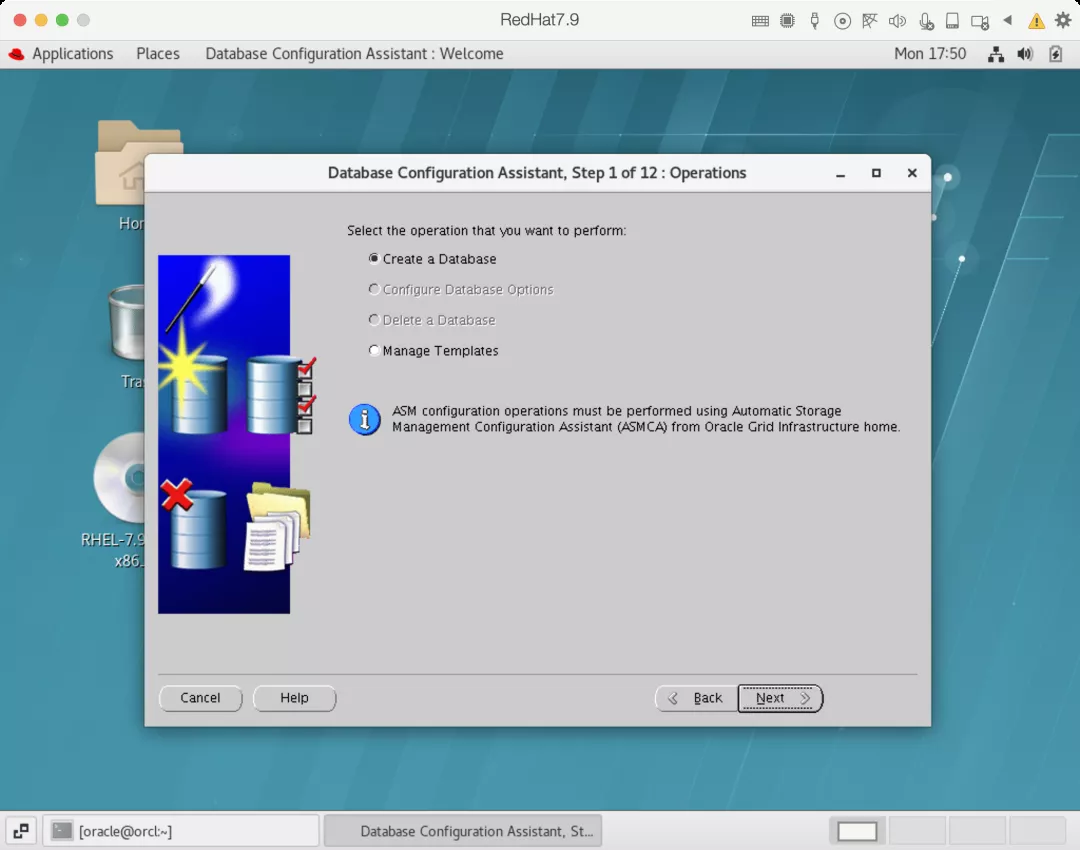 RedHat7.9
Applications Places Database Configuration Assistant : Welcome Mon 17:50
Database Configuration Assistant, Step 1 of 12 : Operations
Select the operation that you want to perform:
Create a Database
Configure Database Options
Delete a Database
Manage Templates
ASM configuration operations must be performed using Automatic Storage
Management Configuration Assistant (ASMCA) from Oracle Grid Infrastructure home.
Hor
Tra
RHEL-7.9
x86_
Cancel Help Back Next
[oracle@orcl:~] Database Configuration Assistant, St...